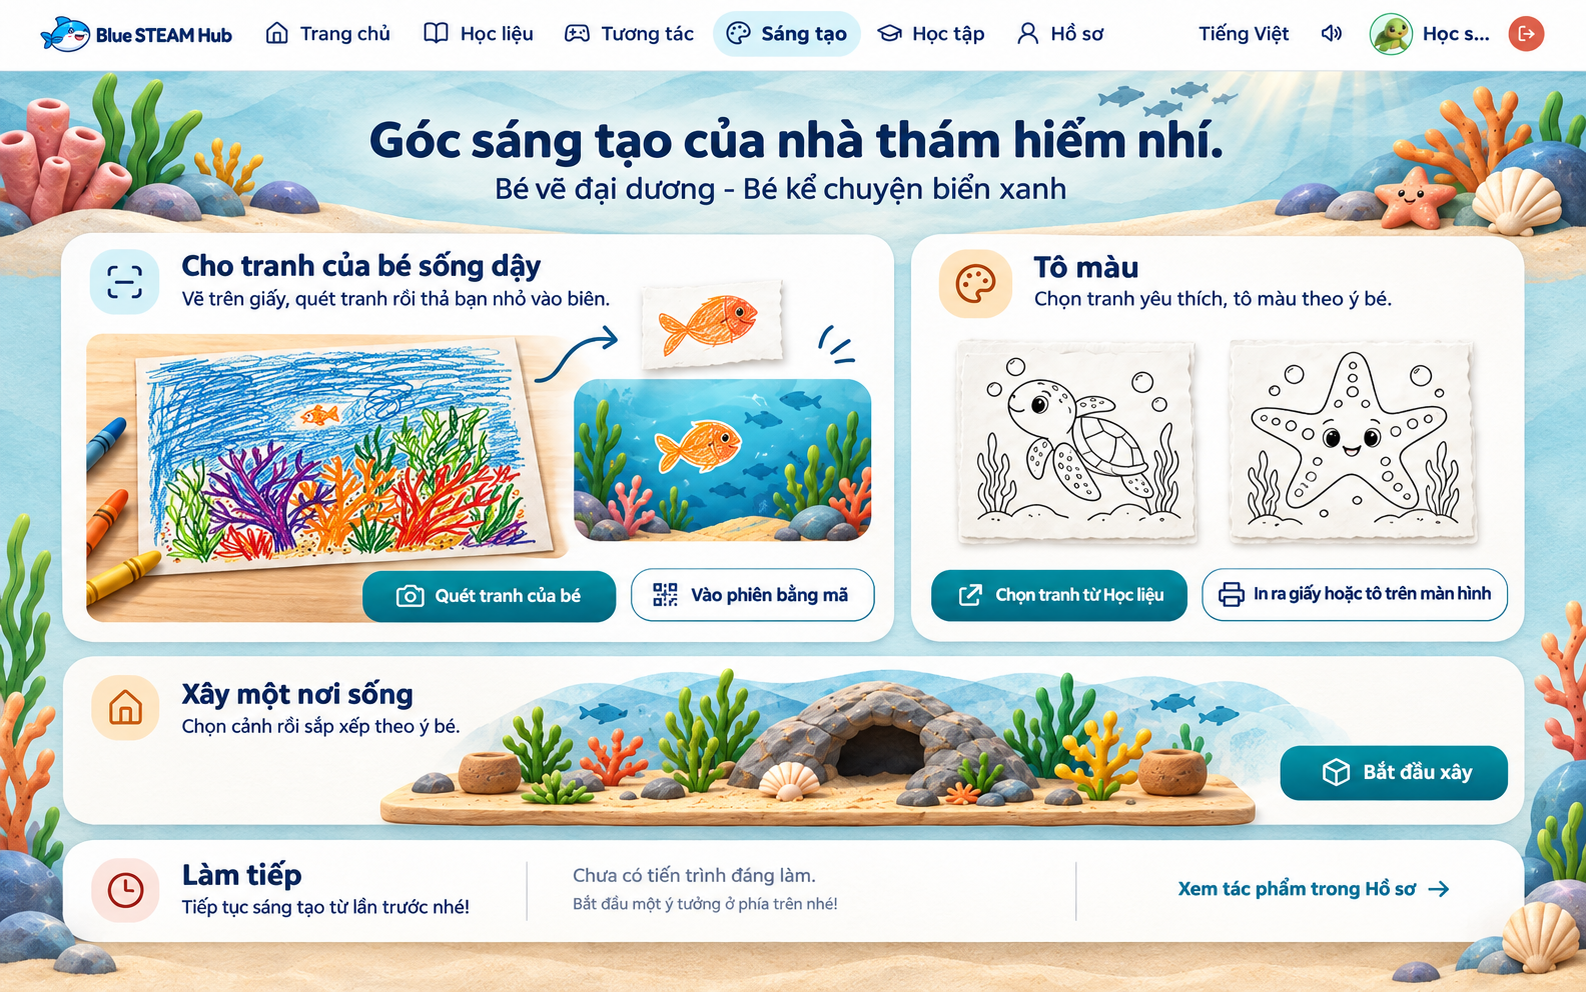 Blue STEAM Hub
Trang chủ
Học liệu
Tương tác
Sáng tạo
Học tập
Hồ sơ
Tiếng Việt
Học s...
Góc sáng tạo của nhà thám hiểm nhí.
Bé vẽ đại dương - Bé kể chuyện biển xanh
Cho tranh của bé sống dậy
Vẽ trên giấy, quét tranh rồi thả bạn nhỏ vào biên.
Quét tranh của bé
Vào phiên bằng mã
Tô màu
Chọn tranh yêu thích, tô màu theo ý bé.
Chọn tranh từ Học liệu
In ra giấy hoặc tô trên màn hình
Xây một nơi sống
Chọn cảnh rồi sắp xếp theo ý bé.
Bắt đầu xây
Làm tiếp
Tiếp tục sáng tạo từ lần trước nhé!
Chưa có tiến trình đáng làm.
Bắt đầu một ý tưởng ở phía trên nhé!
Xem tác phẩm trong Hồ sơ